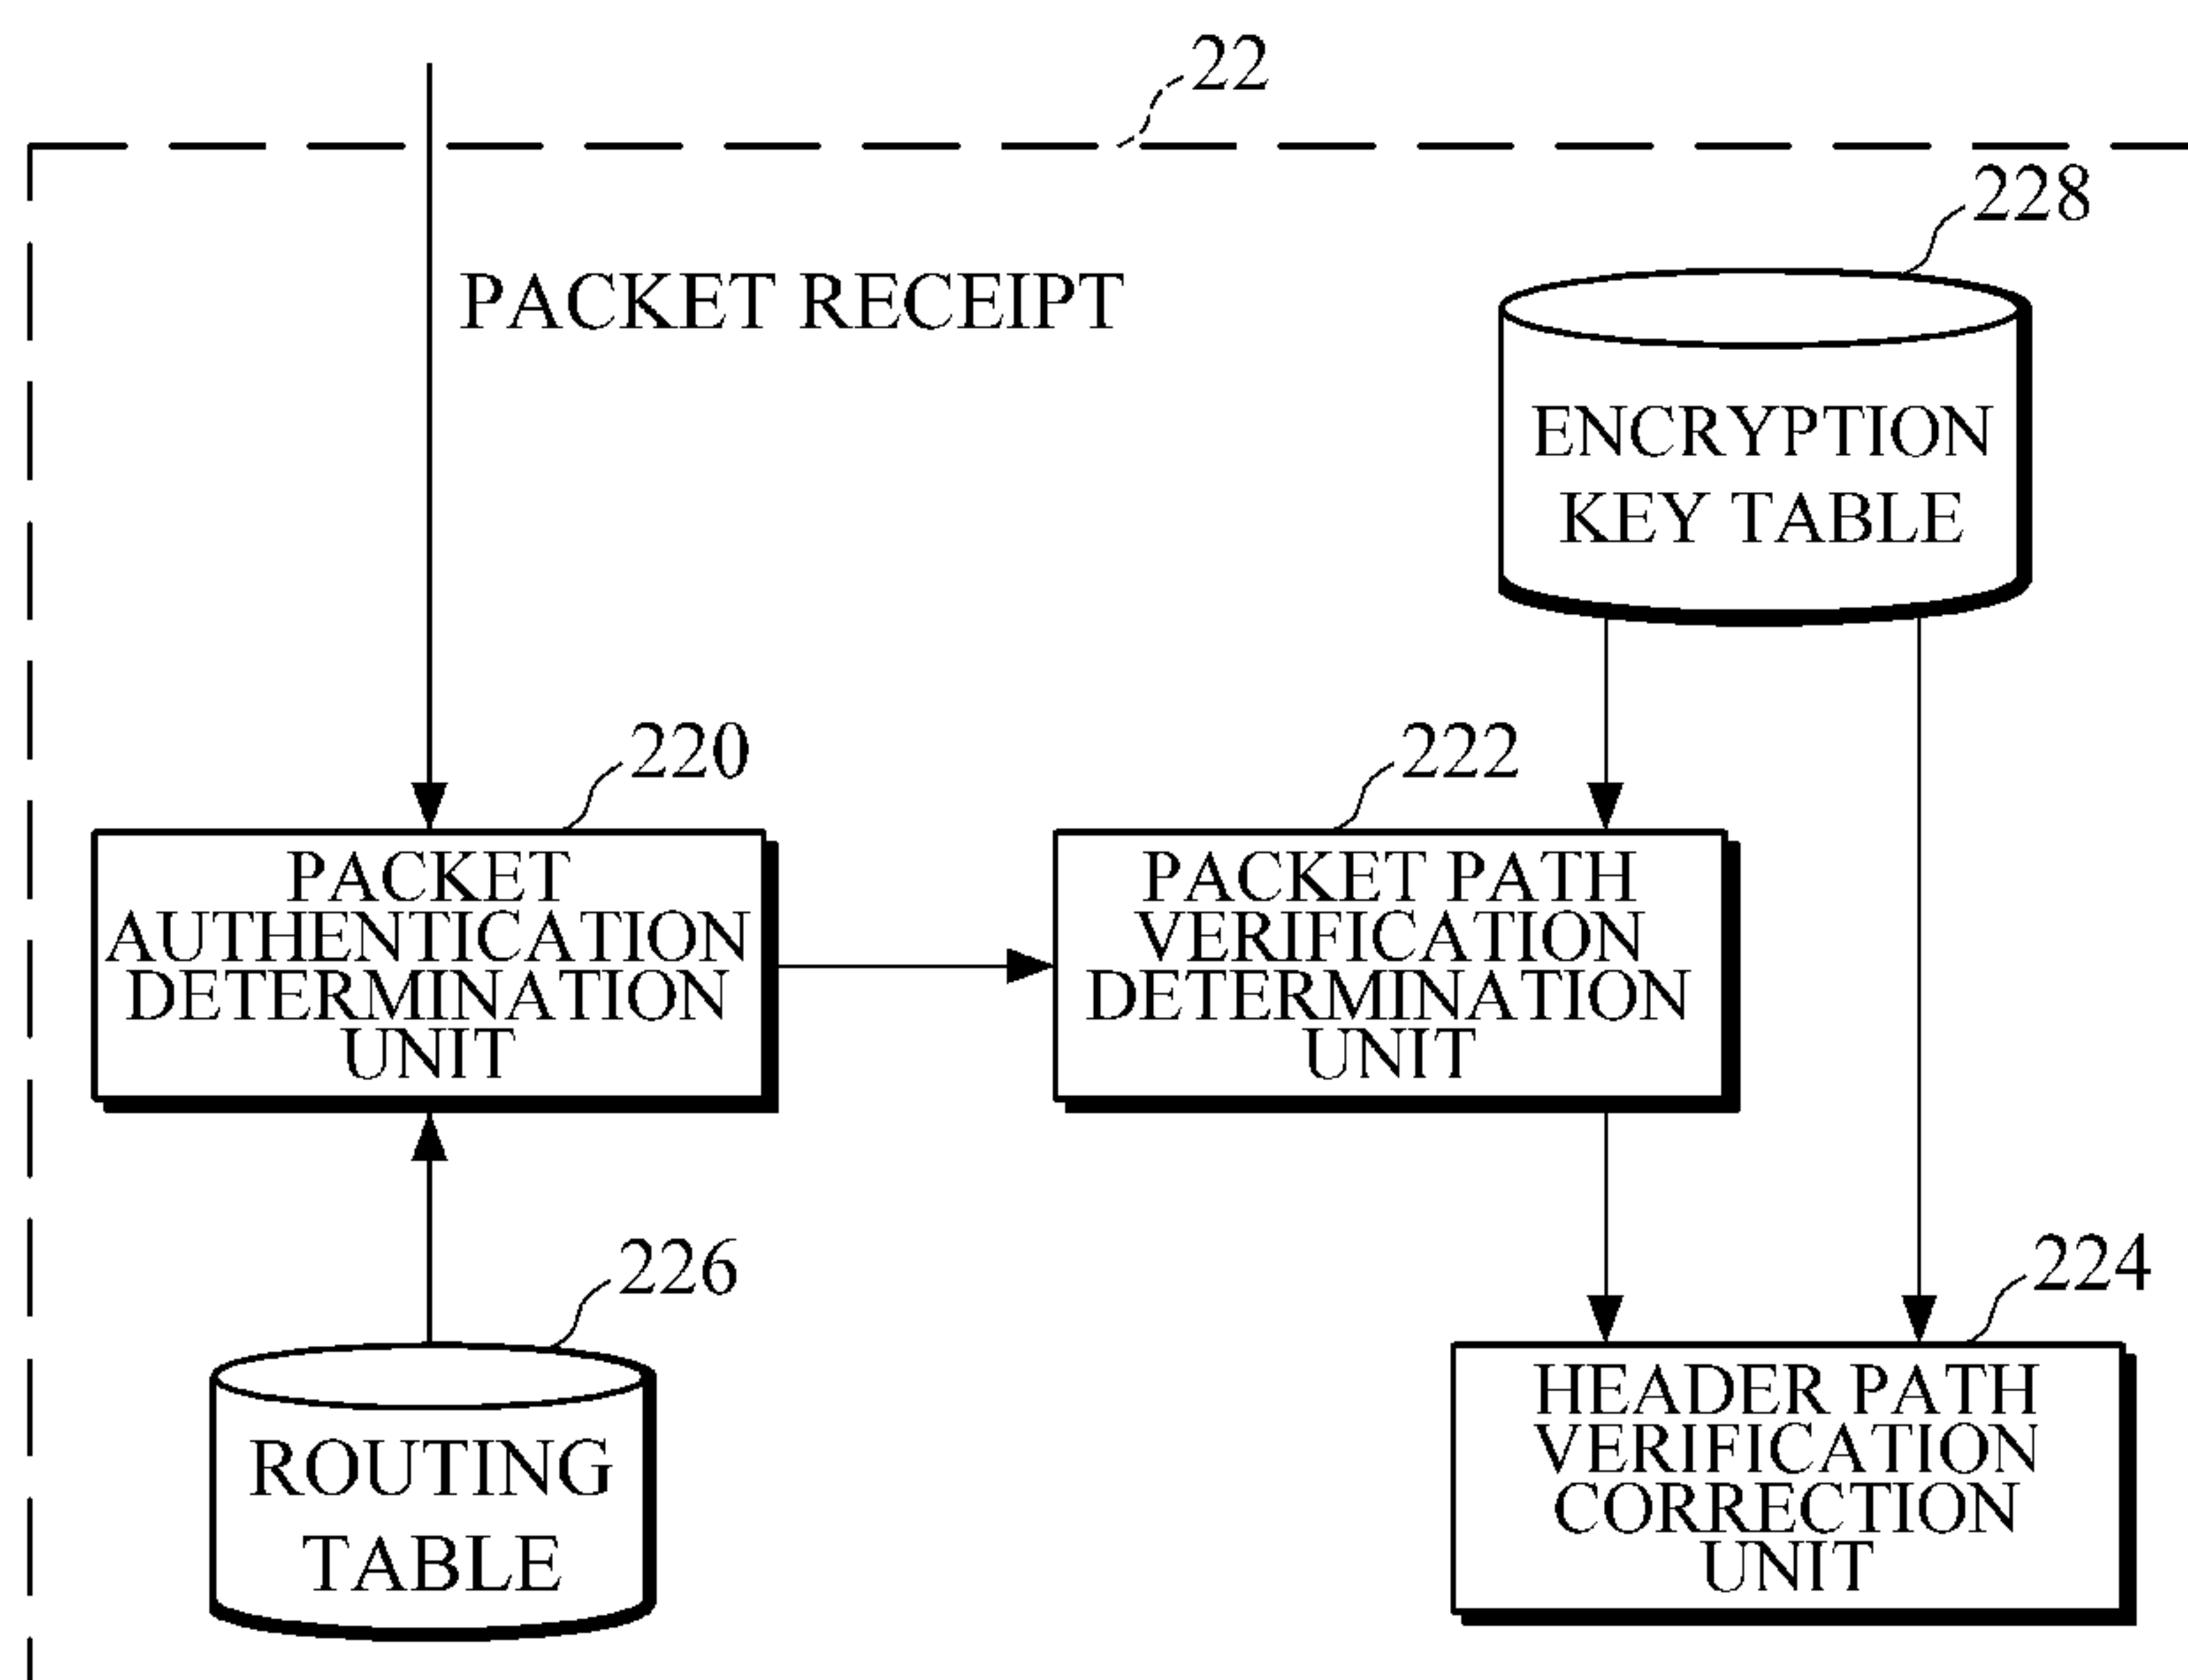 22
228
PACKET RECEIPT
ENCRYPTION
KEY TABLE
220
222
PACKET
AUTHENTICATION
DETERMINATION
UNIT
PACKET PATH
VERIFICATION
DETERMINATION
UNIT
226
224
ROUTING
TABLE
HEADER PATH
VERIFICATION
CORRECTION
UNIT